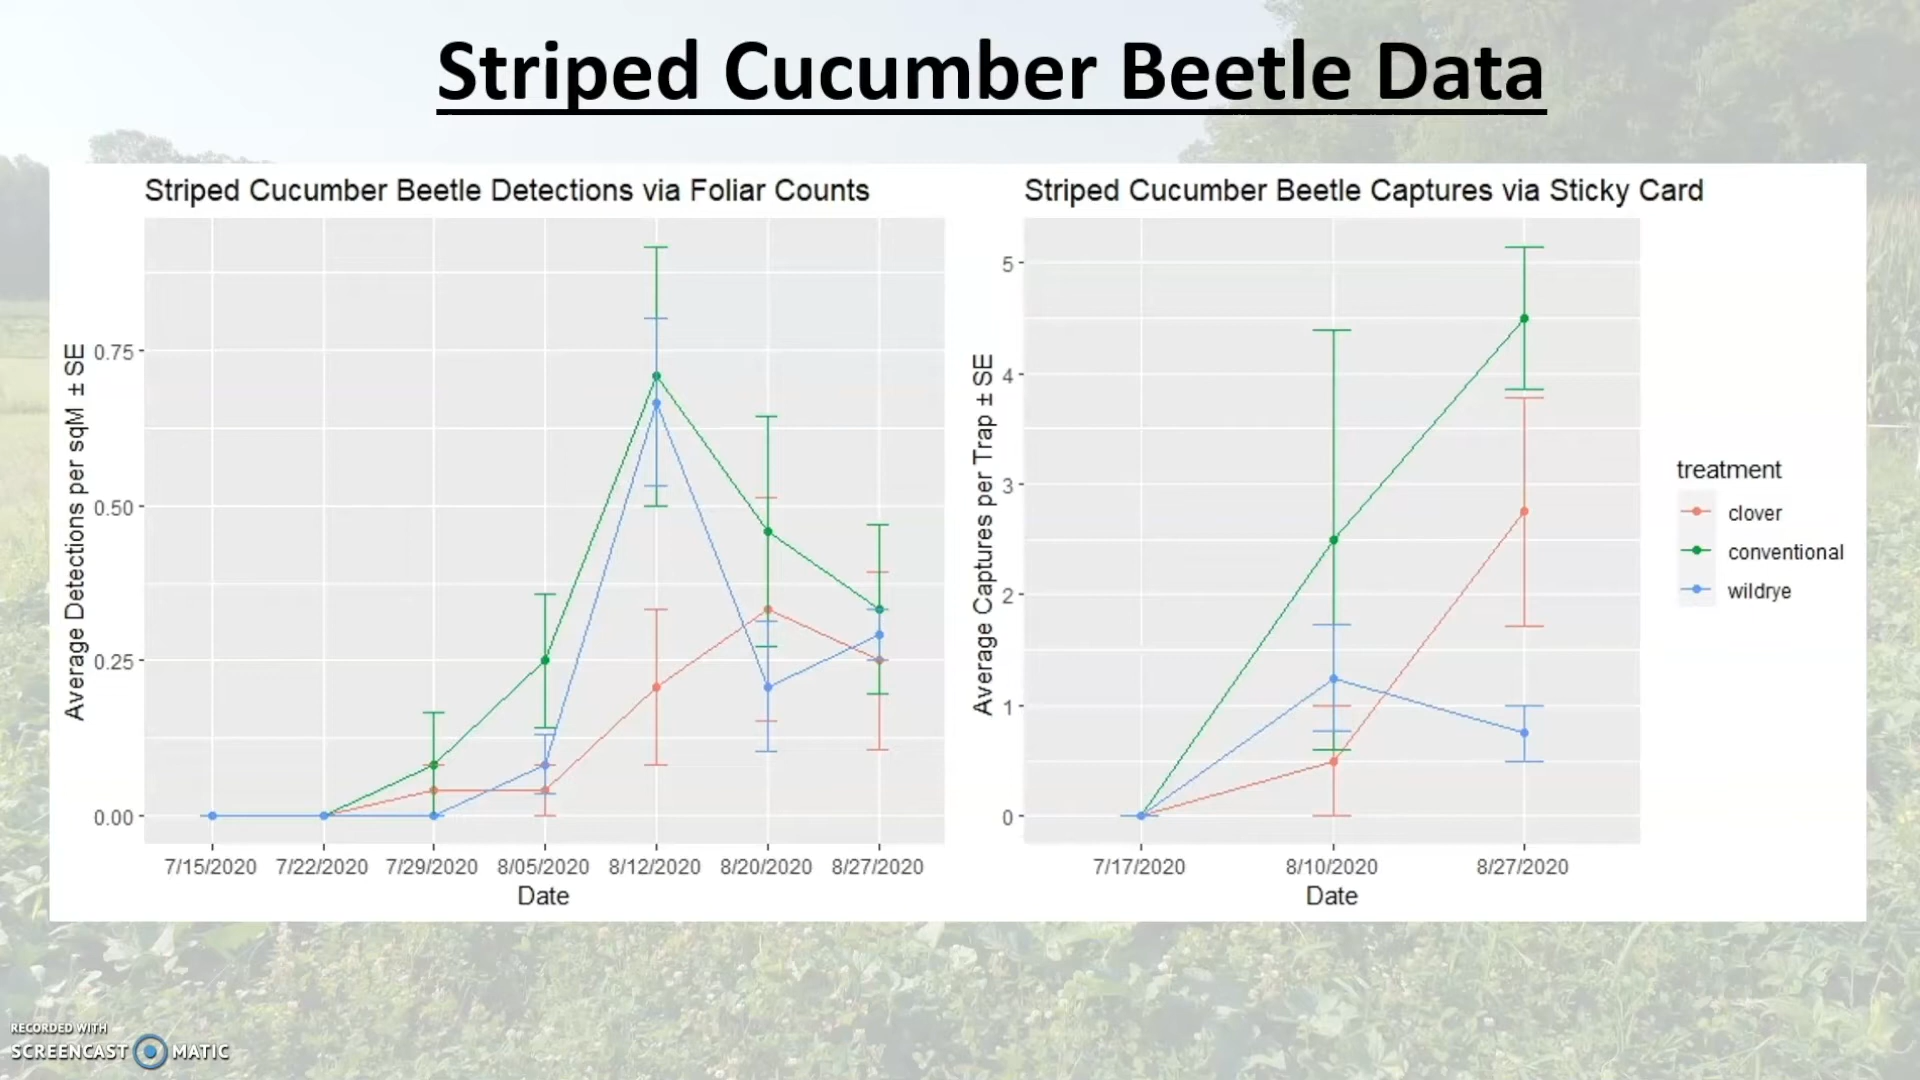 Striped Cucumber Beetle Data
Striped Cucumber Beetle Detections via Foliar Counts
Average Detections per sqM ± SE
0.75
0.50
0.25
0.00
7/15/2020 7/22/2020 7/29/2020 8/05/2020 8/12/2020 8/20/2020 8/27/2020
Date
Striped Cucumber Beetle Captures via Sticky Card
Average Captures per Trap ± SE
5
4
3
2
1
0
7/17/2020 8/10/2020 8/27/2020
Date
treatment
clover
conventional
wildrye
RECORDED WITH
SCREENCAST MATIC